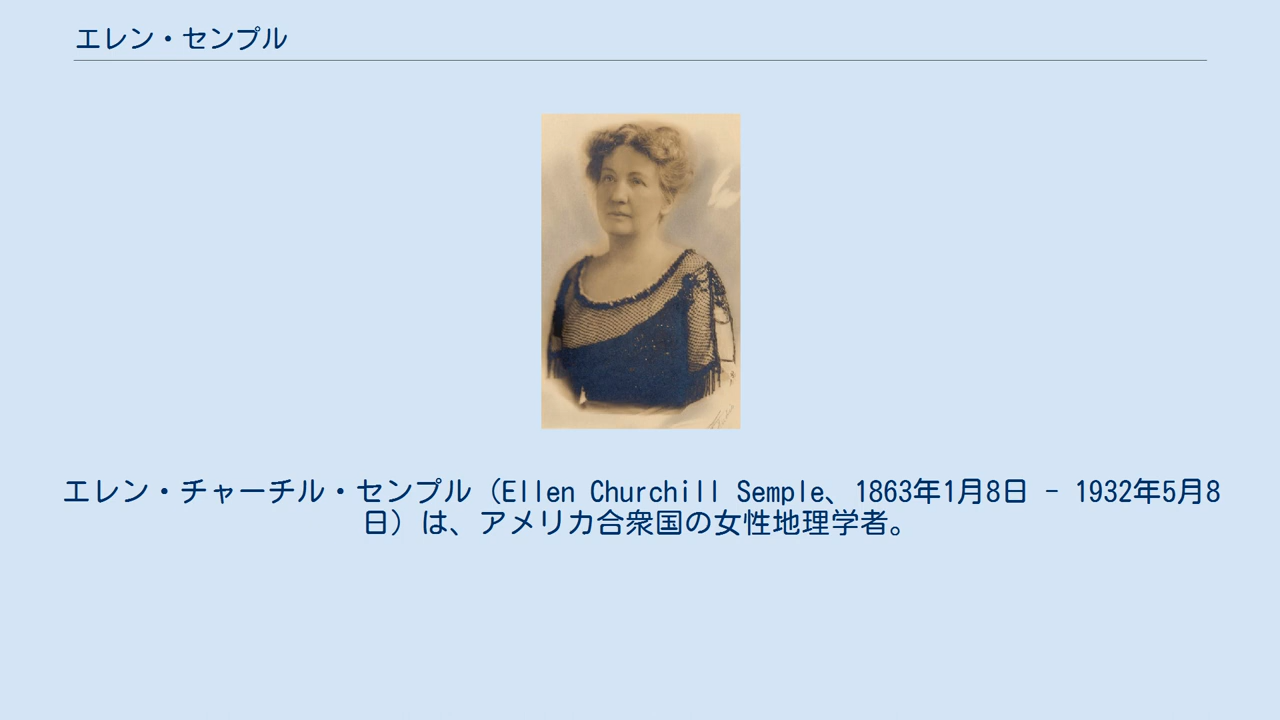 エレン・センプル
エレン・チャーチル・センプル（Ellen Churchill Semple、1863年1月8日 - 1932年5月8
日）は、アメリカ合衆国の女性地理学者。